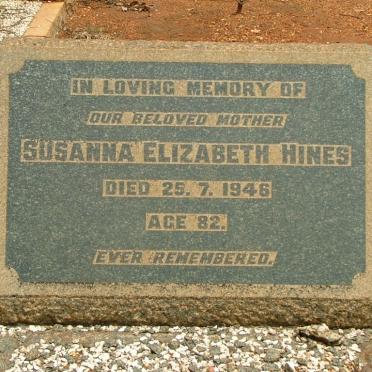 IN LOVING MEMORY OF
OUR BELOVED MOTHER
SUSANNA ELIZABETH HINES
DIED 25. 7. 1946
AGE 82.
EVER REMEMBERED.